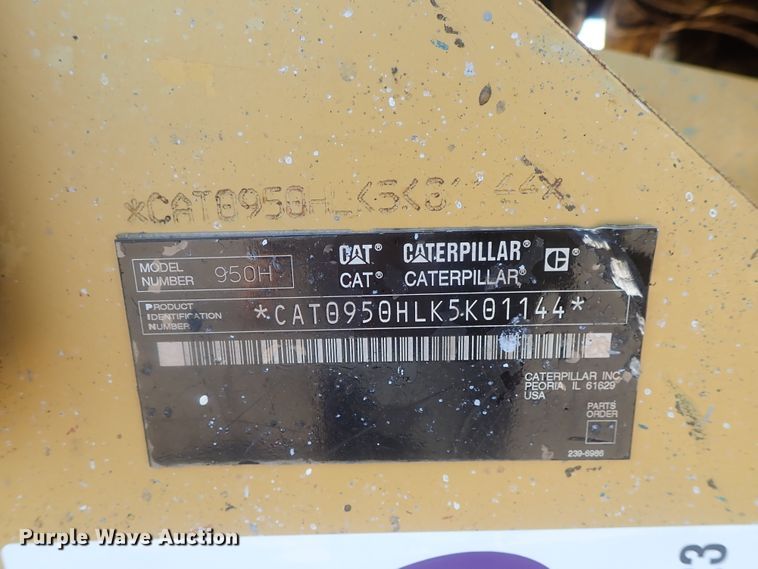 *CAT0950HLK5K01144*
MODEL NUMBER 950H
CAT CATERPILLAR C
CAT® CATERPILLAR®
PRODUCT IDENTIFICATION NUMBER *CAT0950HLK5K01144*
CATERPILLAR INC.
PEORIA, IL 61629
USA
PARTS ORDER
239-6986
Purple Wave Auction
3